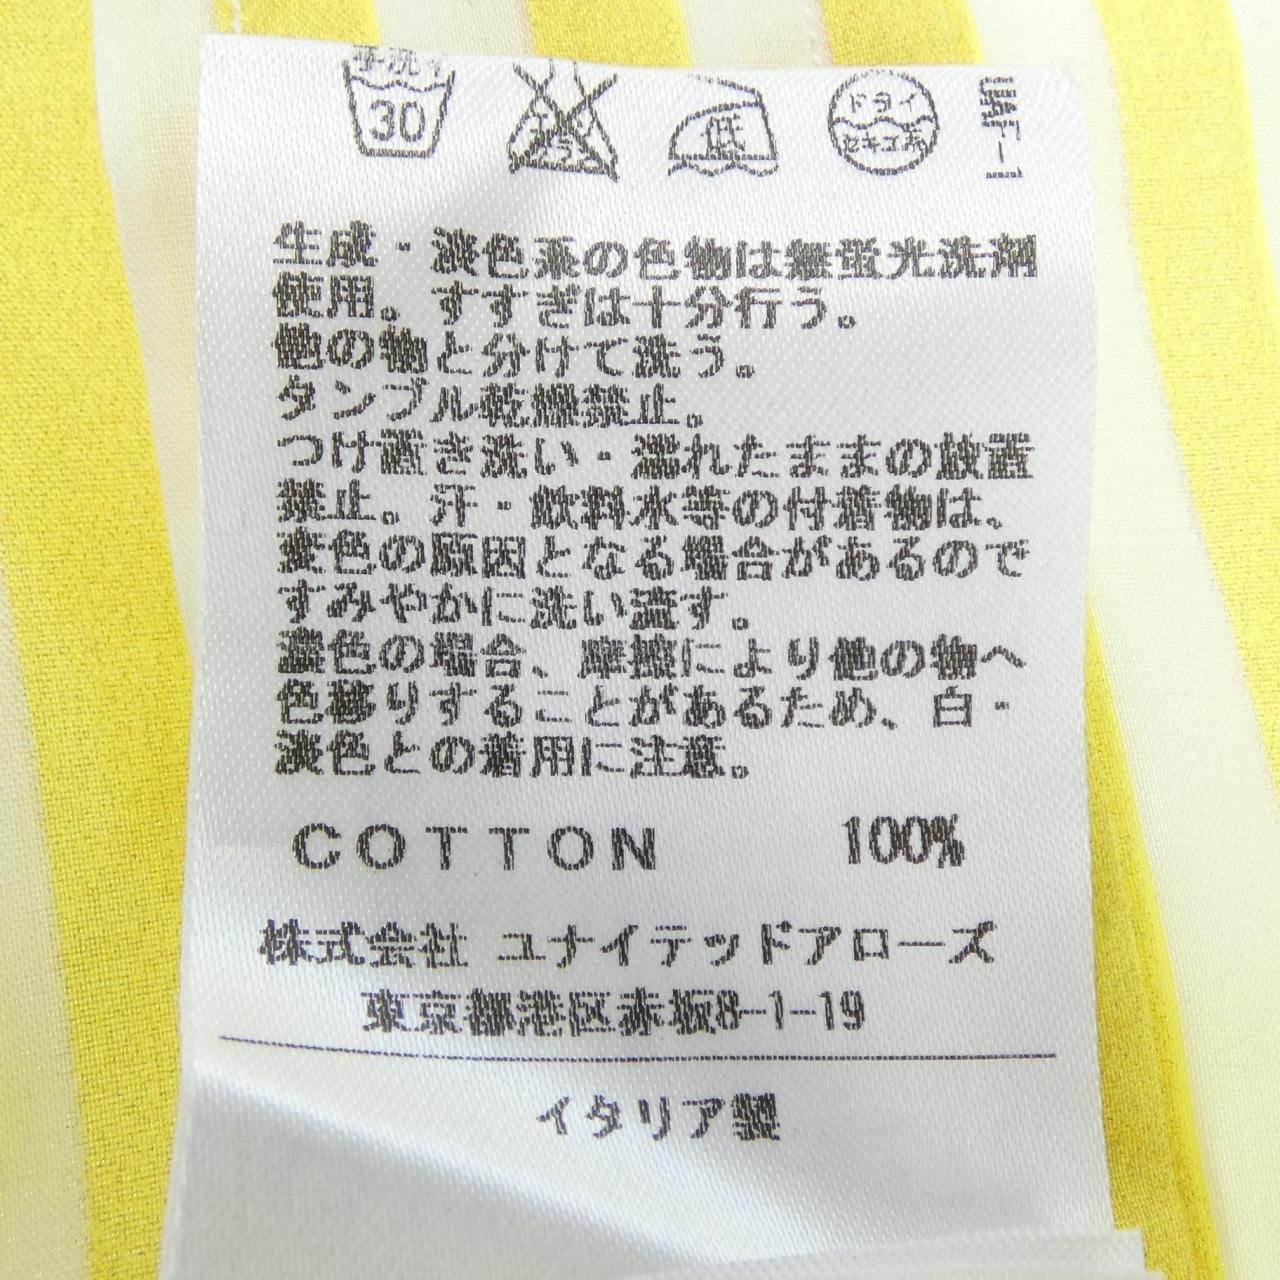 手洗イ 30 エンソサラシ 低 ドライ セキユ系
生成・淡色系の色物は無蛍光洗剤
使用。すすぎは十分行う。
他の物と分けて洗う。
タンブル乾燥禁止。
つけ置き洗い・濡れたままの放置
禁止。汗・飲料水等の付着物は、
変色の原因となる場合があるので
すみやかに洗い流す。
濃色の場合、摩擦により他の物へ
色移りすることがあるため、白・
淡色との着用に注意。
COTTON 100%
株式会社 ユナイテッドアローズ
東京都港区赤坂8-1-19
イタリア製